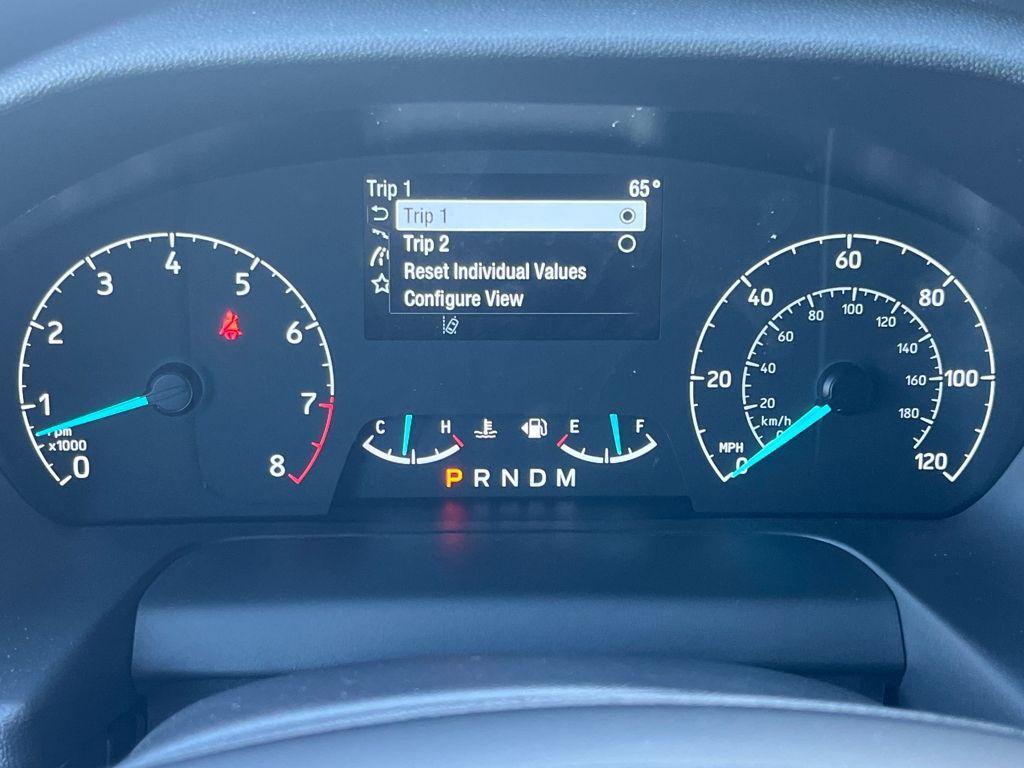 Trip 1 65°
Trip 1
Trip 2
Reset Individual Values
Configure View
0 1 2 3 4 5 6 7 8
rpm
x1000
C H
E F
P R N D M
0 20 40 60 80 100 120
MPH
20 40 60 80 100 120 140 160 180
km/h